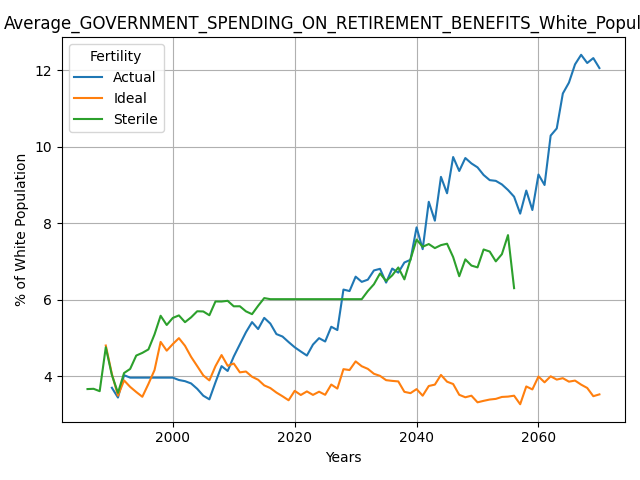 Average_GOVERNMENT_SPENDING_ON_RETIREMENT_BENEFITS_White_Popul
Fertility
Actual
Ideal
Sterile
% of White Population
12
10
8
6
4
2000
2020
2040
2060
Years